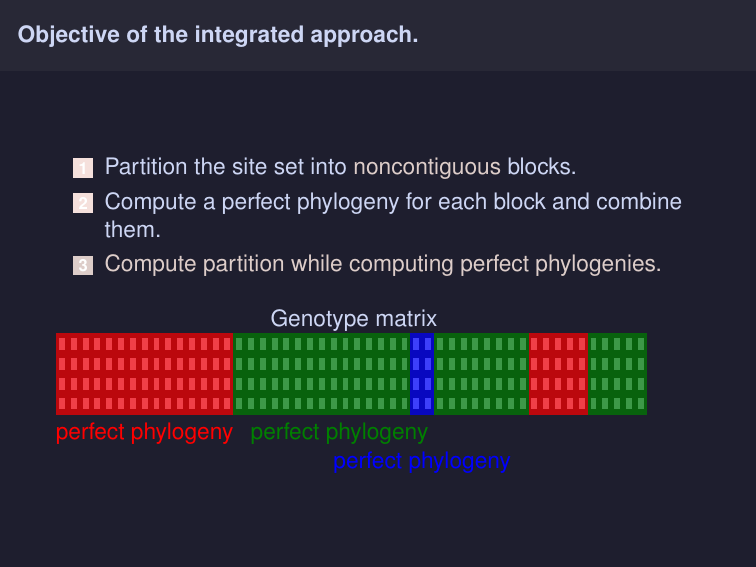 Objective of the integrated approach.
1 Partition the site set into noncontiguous blocks.
2 Compute a perfect phylogeny for each block and combine
them.
3 Compute partition while computing perfect phylogenies.
Genotype matrix
perfect phylogeny perfect phylogeny
perfect phylogeny